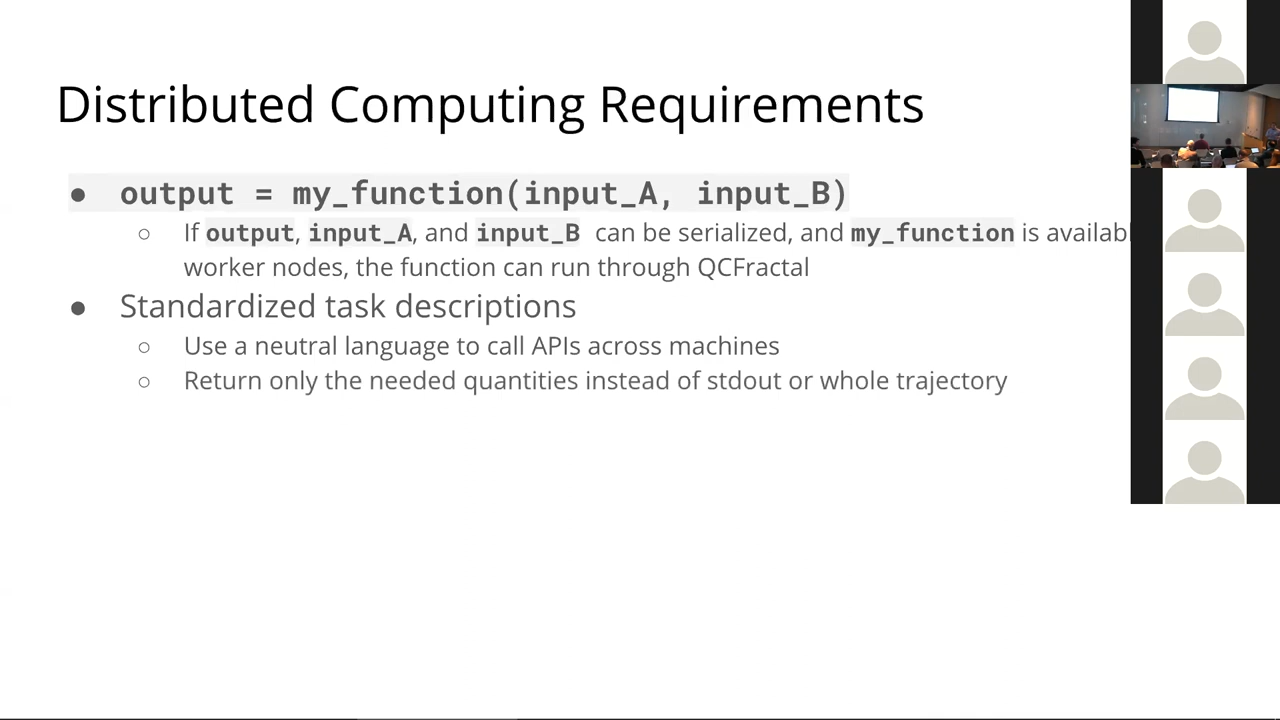 Distributed Computing Requirements
● output = my_function(input_A, input_B)
○ If output, input_A, and input_B can be serialized, and my_function is
worker nodes, the function can run through QCFractal
● Standardized task descriptions
○ Use a neutral language to call APIs across machines
○ Return only the needed quantities instead of stdout or whole trajectory